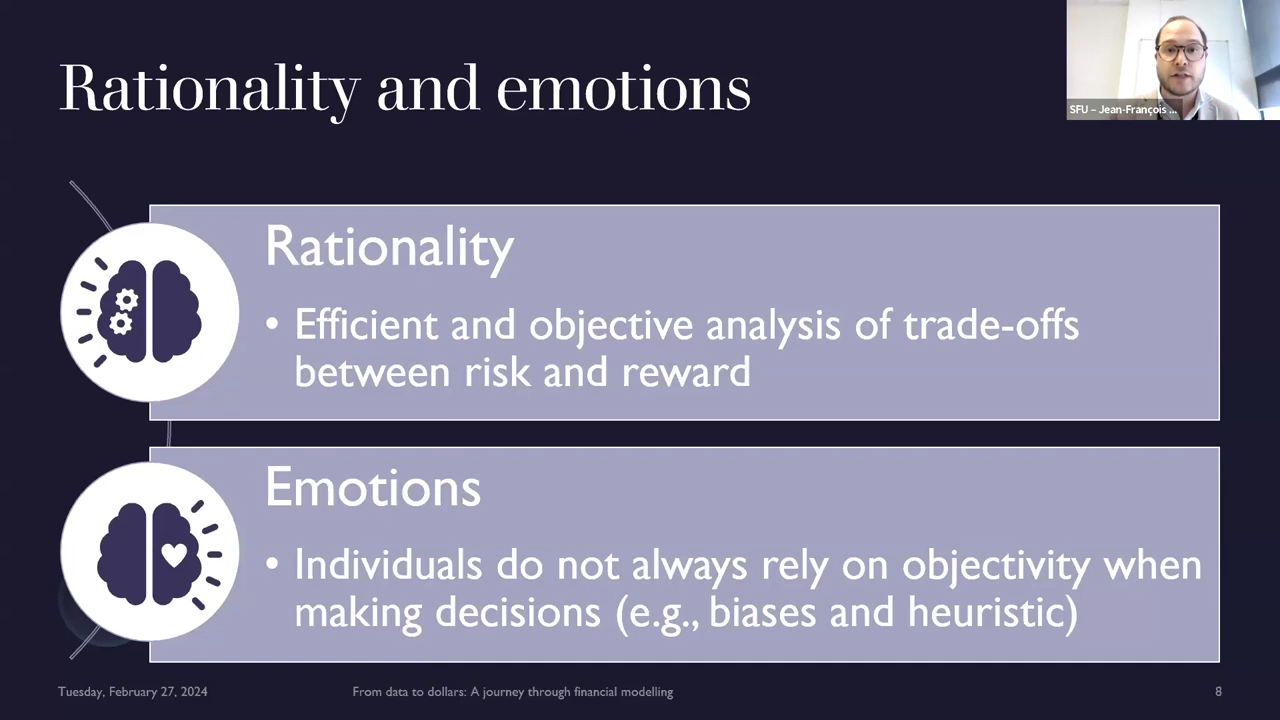 Rationality and emotions
SFU – Jean-François ...
Rationality
• Efficient and objective analysis of trade-offs
between risk and reward
Emotions
• Individuals do not always rely on objectivity when
making decisions (e.g., biases and heuristic)
Tuesday, February 27, 2024 From data to dollars: A journey through financial modelling 8